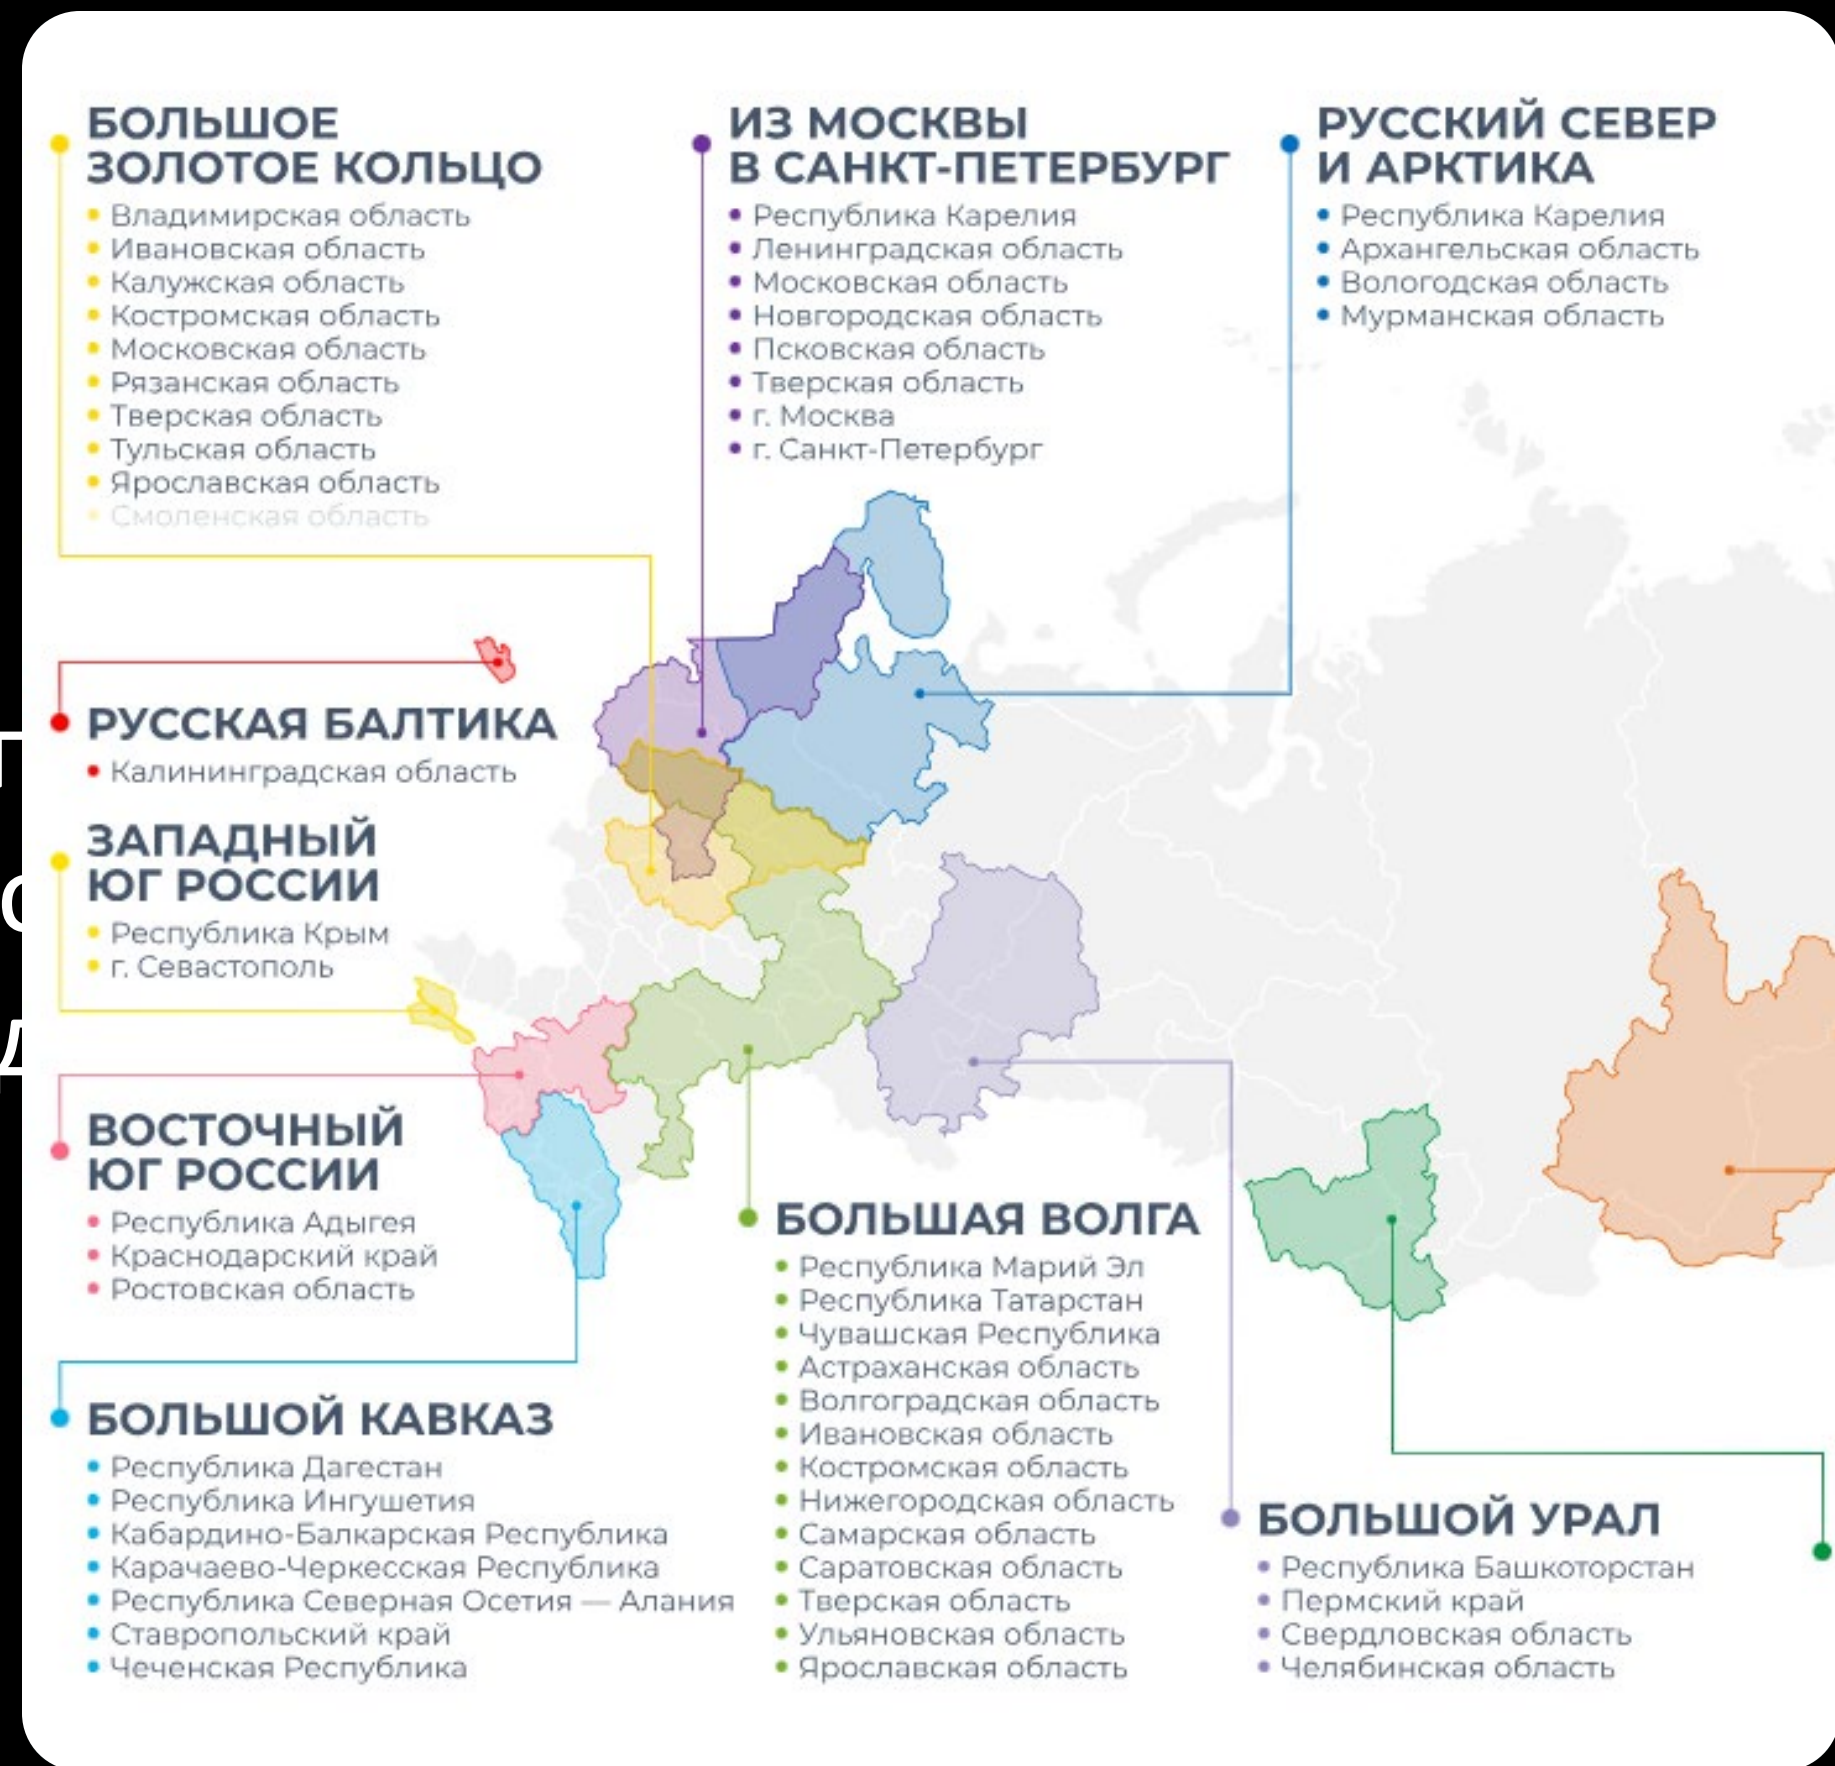 БОЛЬШОЕ
ЗОЛОТОЕ КОЛЬЦО
Владимирская область
Ивановская область
Калужская область
Костромская область
Московская область
Рязанская область
Тверская область
Тульская область
Ярославская область
Смоленская область
ИЗ МОСКВЫ
В САНКТ-ПЕТЕРБУРГ
Республика Карелия
Ленинградская область
Московская область
Новгородская область
Псковская область
Тверская область
г. Москва
г. Санкт-Петербург
РУССКИЙ СЕВЕР
И АРКТИКА
Республика Карелия
Архангельская область
Вологодская область
Мурманская область
РУССКАЯ БАЛТИКА
Калининградская область
ЗАПАДНЫЙ
ЮГ РОССИИ
Республика Крым
г. Севастополь
ВОСТОЧНЫЙ
ЮГ РОССИИ
Республика Адыгея
Краснодарский край
Ростовская область
БОЛЬШОЙ КАВКАЗ
Республика Дагестан
Республика Ингушетия
Кабардино-Балкарская Республика
Карачаево-Черкесская Республика
Республика Северная Осетия — Алания
Ставропольский край
Чеченская Республика
БОЛЬШАЯ ВОЛГА
Республика Марий Эл
Республика Татарстан
Чувашская Республика
Астраханская область
Волгоградская область
Ивановская область
Костромская область
Нижегородская область
Самарская область
Саратовская область
Тверская область
Ульяновская область
Ярославская область
БОЛЬШОЙ УРАЛ
Республика Башкоторстан
Пермский край
Свердловская область
Челябинская область